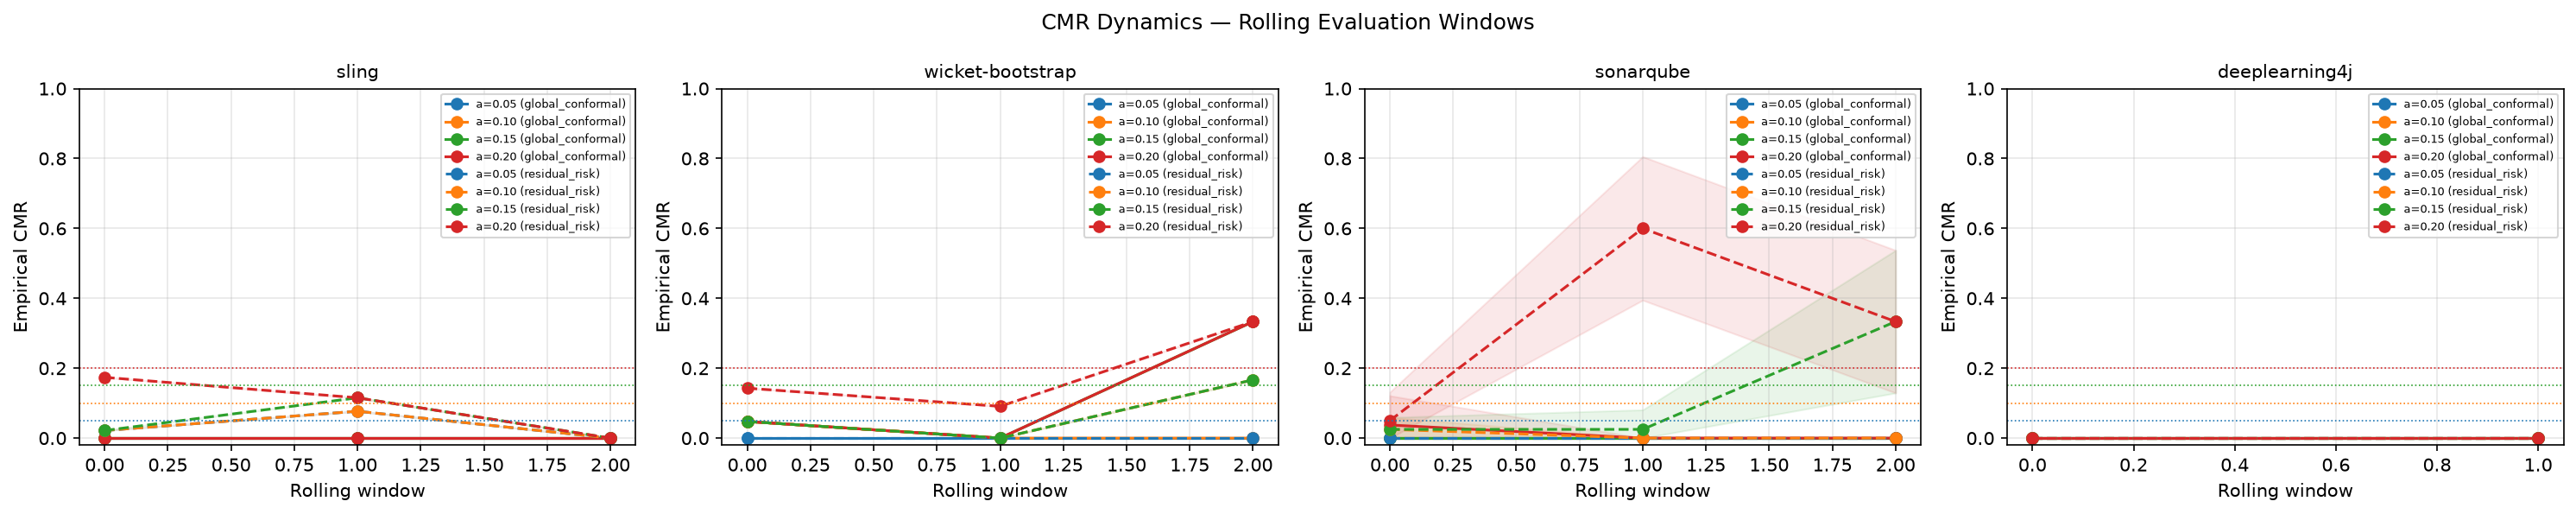 CMR Dynamics — Rolling Evaluation Windows
sling
1.0
0.8
0.6
0.4
0.2
0.0
Empirical CMR
a=0.05 (global_conformal)
a=0.10 (global_conformal)
a=0.15 (global_conformal)
a=0.20 (global_conformal)
a=0.05 (residual_risk)
a=0.10 (residual_risk)
a=0.15 (residual_risk)
a=0.20 (residual_risk)
0.00 0.25 0.50 0.75 1.00 1.25 1.50 1.75 2.00
Rolling window
wicket-bootstrap
1.0
0.8
0.6
0.4
0.2
0.0
Empirical CMR
a=0.05 (global_conformal)
a=0.10 (global_conformal)
a=0.15 (global_conformal)
a=0.20 (global_conformal)
a=0.05 (residual_risk)
a=0.10 (residual_risk)
a=0.15 (residual_risk)
a=0.20 (residual_risk)
0.00 0.25 0.50 0.75 1.00 1.25 1.50 1.75 2.00
Rolling window
sonarqube
1.0
0.8
0.6
0.4
0.2
0.0
Empirical CMR
a=0.05 (global_conformal)
a=0.10 (global_conformal)
a=0.15 (global_conformal)
a=0.20 (global_conformal)
a=0.05 (residual_risk)
a=0.10 (residual_risk)
a=0.15 (residual_risk)
a=0.20 (residual_risk)
0.00 0.25 0.50 0.75 1.00 1.25 1.50 1.75 2.00
Rolling window
deeplearning4j
1.0
0.8
0.6
0.4
0.2
0.0
Empirical CMR
a=0.05 (global_conformal)
a=0.10 (global_conformal)
a=0.15 (global_conformal)
a=0.20 (global_conformal)
a=0.05 (residual_risk)
a=0.10 (residual_risk)
a=0.15 (residual_risk)
a=0.20 (residual_risk)
0.0 0.2 0.4 0.6 0.8 1.0
Rolling window